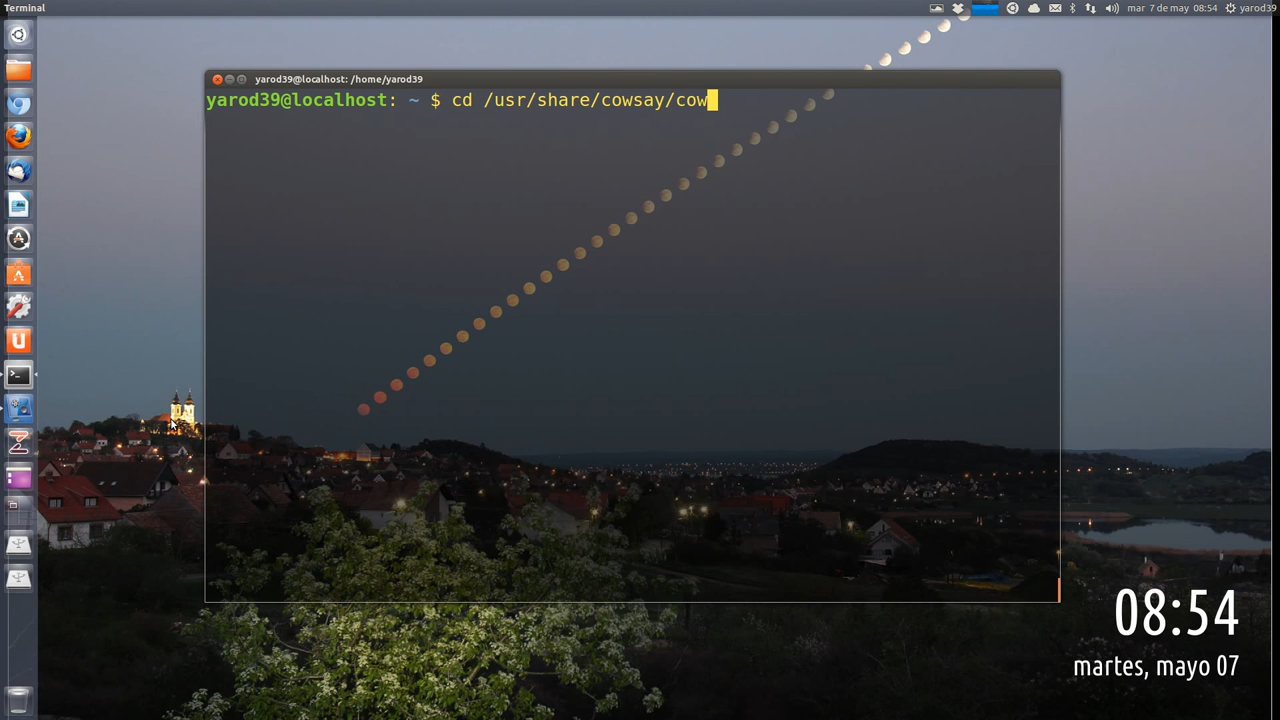 Terminal
mar 7 de may 08:54
yarod39
yarod39@localhost: /home/yarod39
yarod39@localhost: ~ $ cd /usr/share/cowsay/cow
08:54
martes, mayo 07